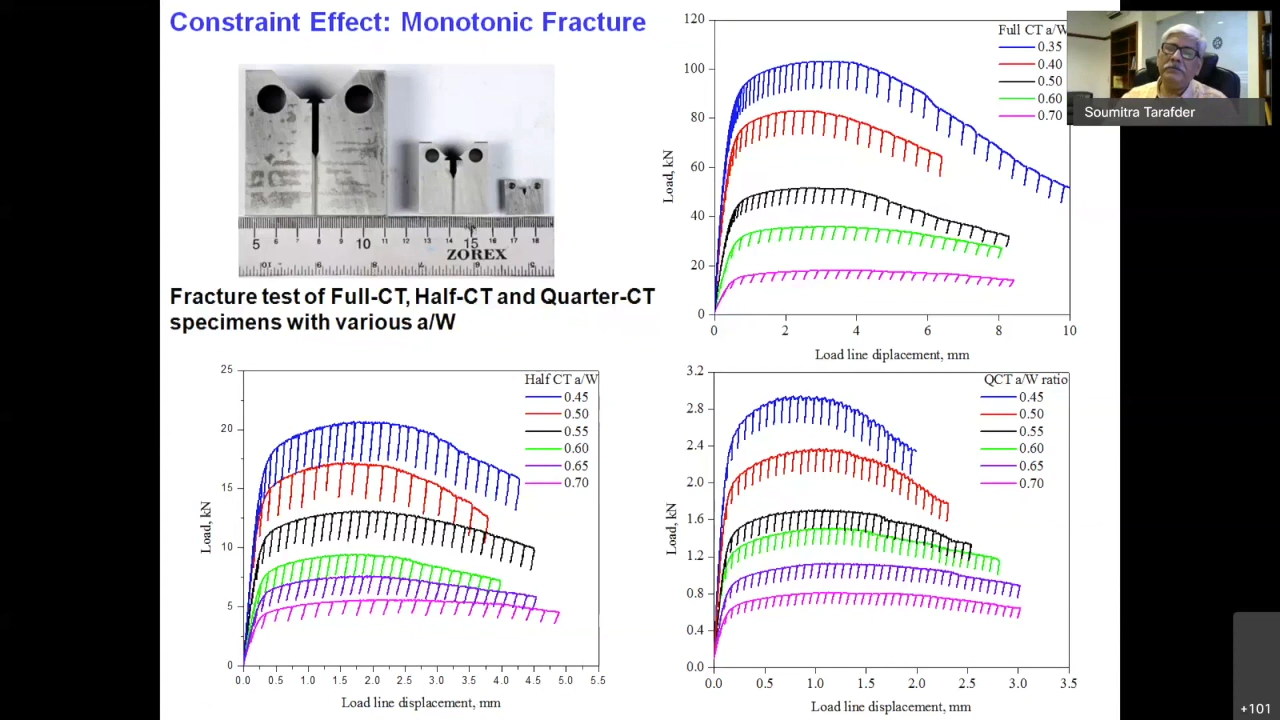 Constraint Effect: Monotonic Fracture
5 6 7 8 9 10 11 12 13 14 15 16 17 18
ZOREX
Fracture test of Full-CT, Half-CT and Quarter-CT
specimens with various a/W
Full CT a/W
0.35
0.40
0.50
0.60
0.70
120
100
80
60
40
20
0
Load, kN
0 2 4 6 8 10
Load line displacement, mm
Soumitra Tarafder
Half CT a/W
0.45
0.50
0.55
0.60
0.65
0.70
25
20
15
10
5
0
Load, kN
0.0 0.5 1.0 1.5 2.0 2.5 3.0 3.5 4.0 4.5 5.0 5.5
Load line displacement, mm
QCT a/W ratio
0.45
0.50
0.55
0.60
0.65
0.70
3.2
2.8
2.4
2.0
1.6
1.2
0.8
0.4
0.0
Load, kN
0.0 0.5 1.0 1.5 2.0 2.5 3.0 3.5
Load line displacement, mm
+101